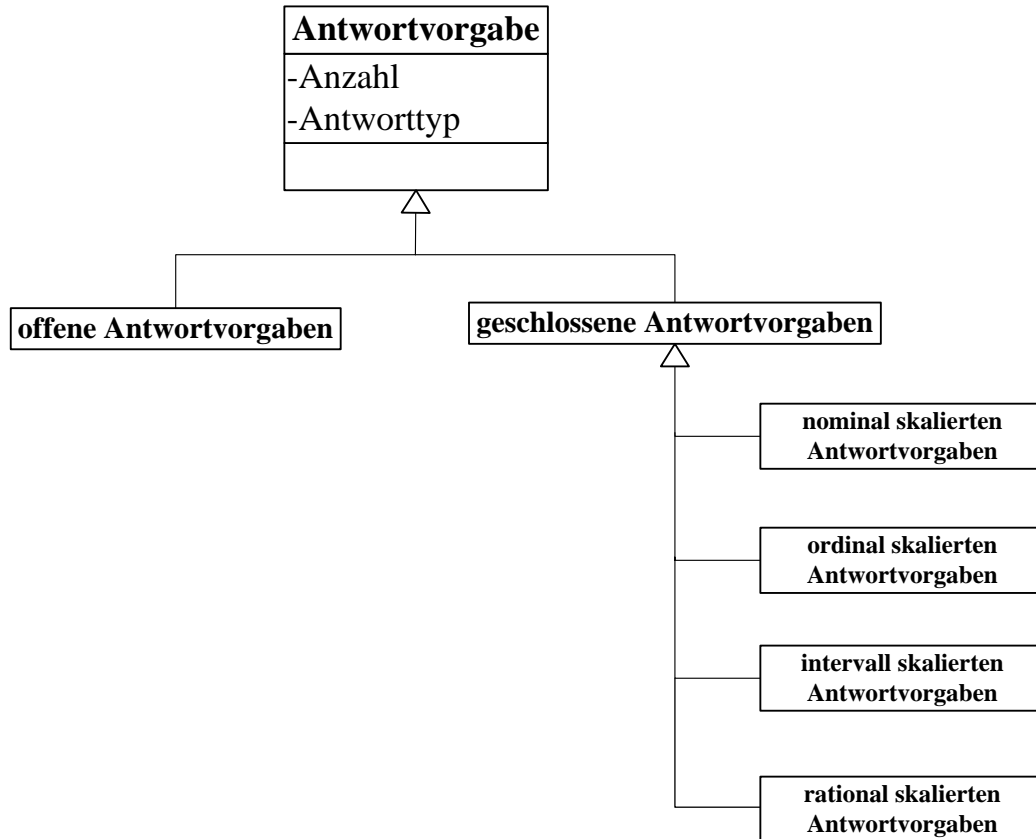 Antwortvorgabe
-Anzahl
-Antworttyp
offene Antwortvorgaben
geschlossene Antwortvorgaben
nominal skalierten
Antwortvorgaben
ordinal skalierten
Antwortvorgaben
intervall skalierten
Antwortvorgaben
rational skalierten
Antwortvorgaben